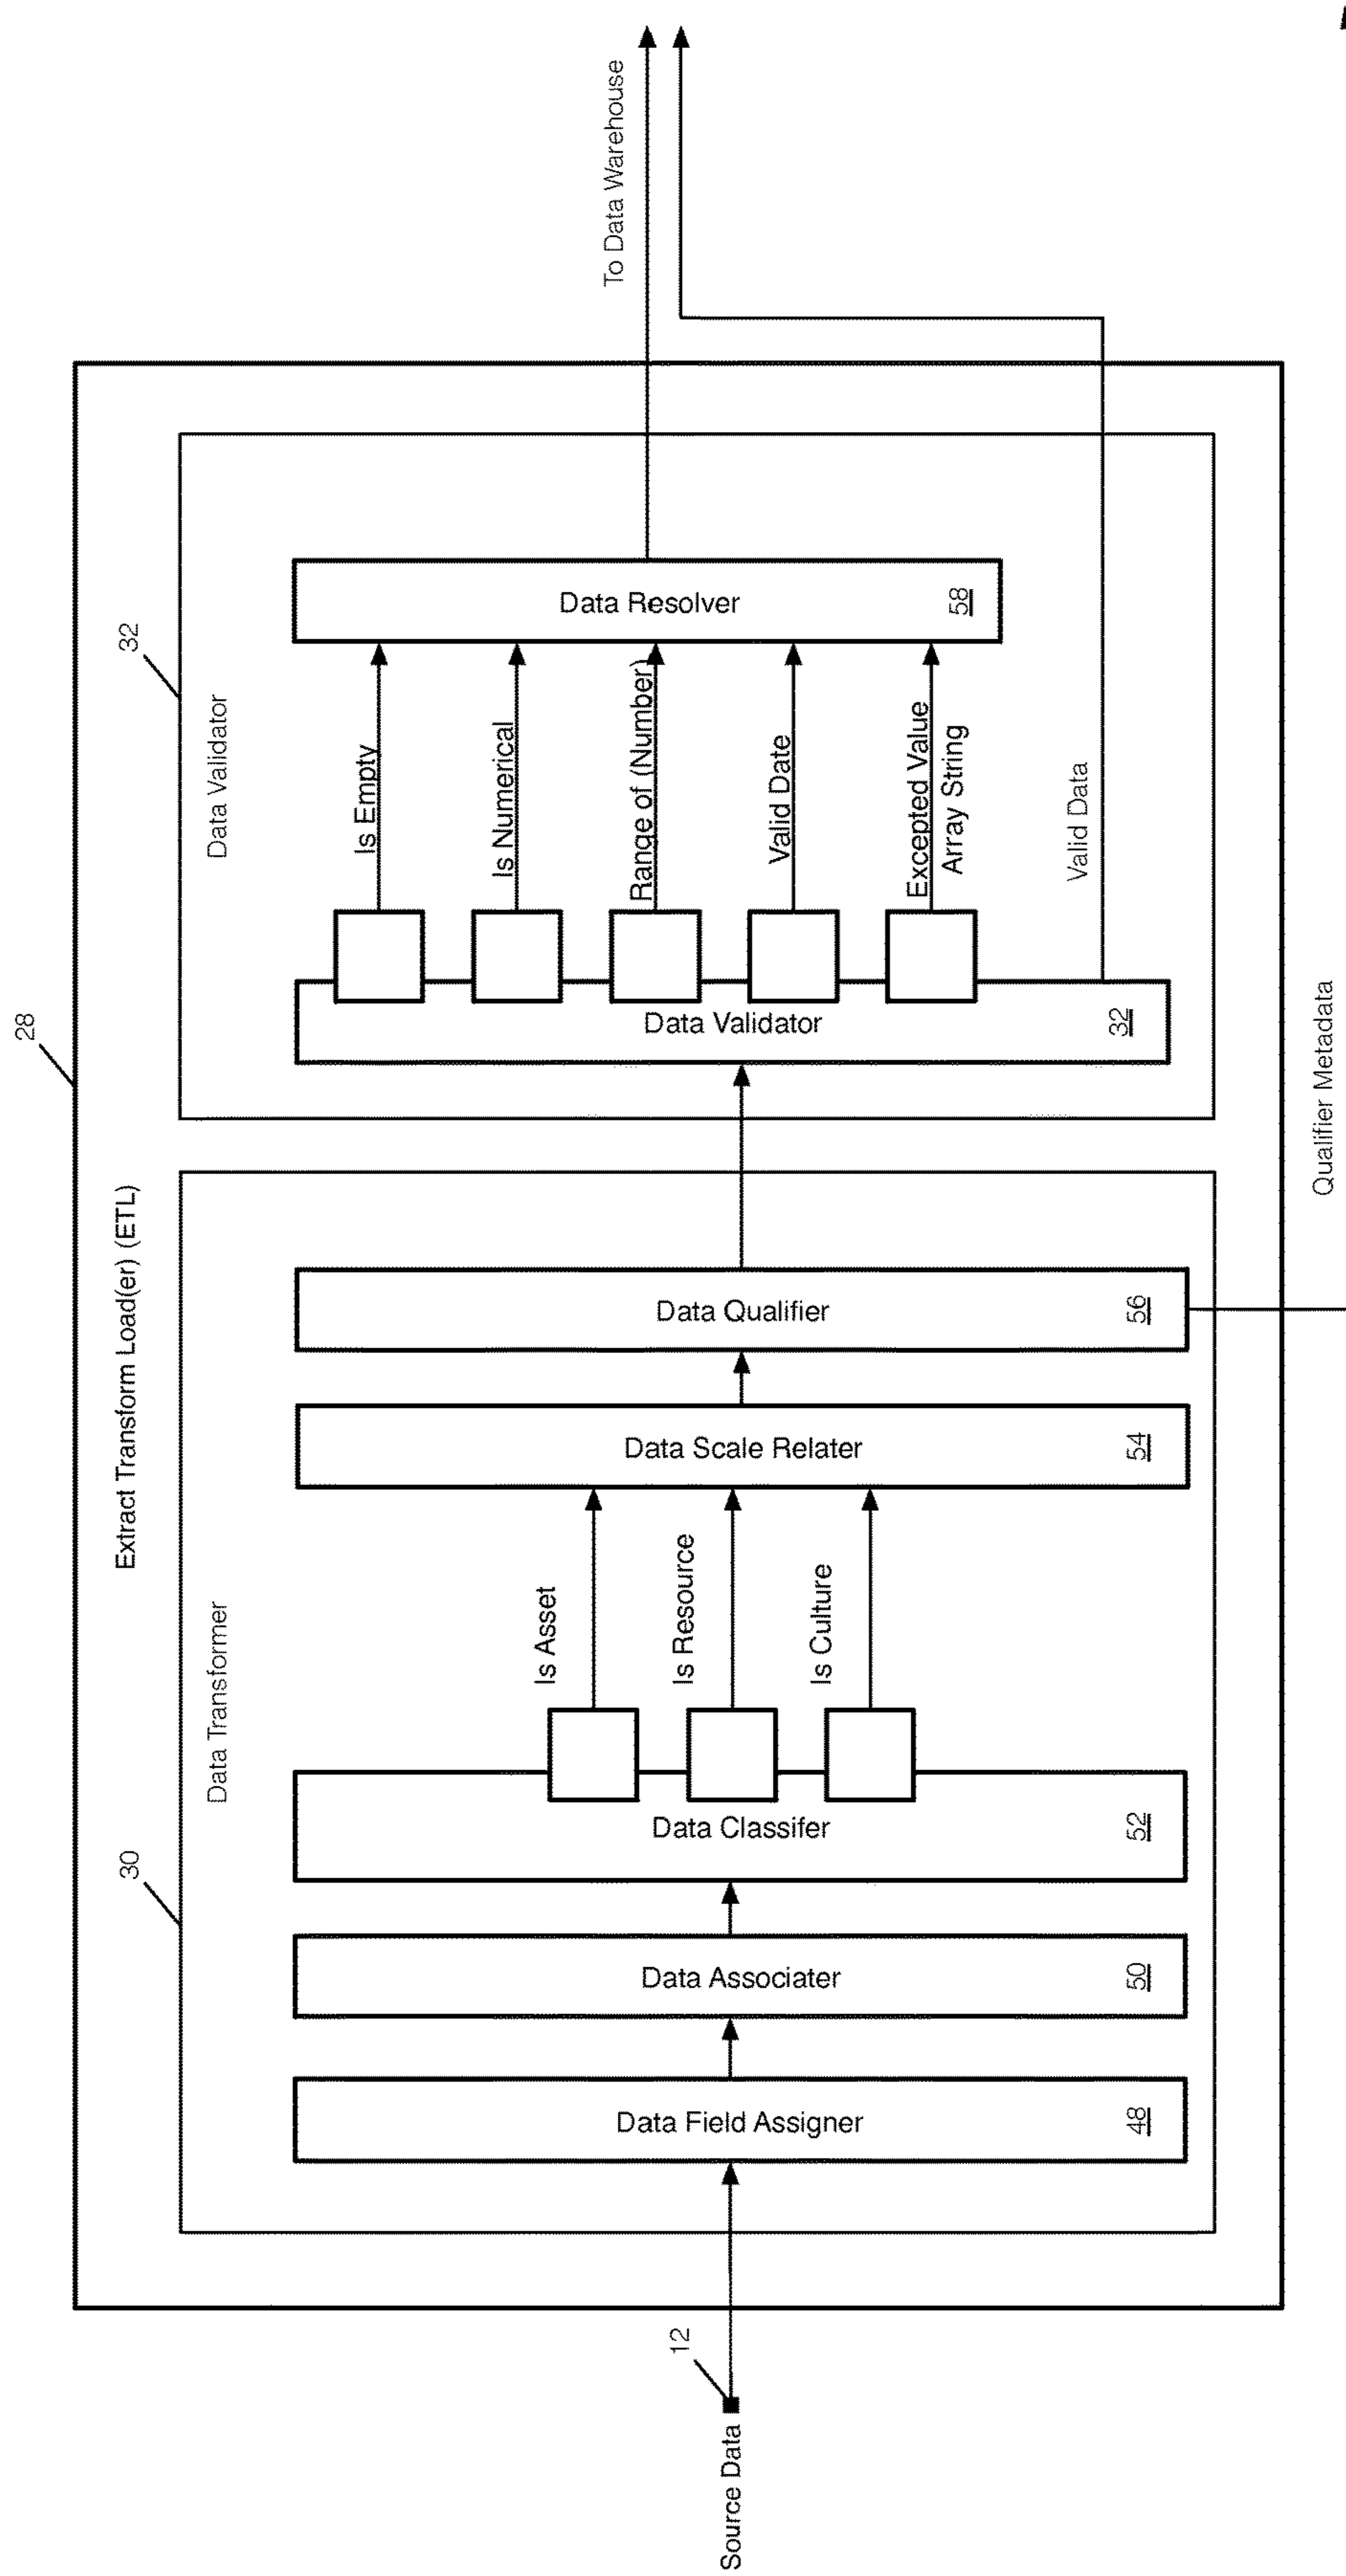 28
Extract Transform Load(er) (ETL)
30
Data Transformer
32
Data Validator
12
Source Data
Data Field Assigner
48
Data Associater
50
Data Classifer
52
Is Asset
Is Resource
Is Culture
Data Scale Relater
54
Data Qualifier
56
Data Validator
32
Is Empty
Is Numerical
Range of (Number)
Valid Date
Excepted Value
Array String
Valid Data
Data Resolver
58
To Data Warehouse
Qualifier Metadata